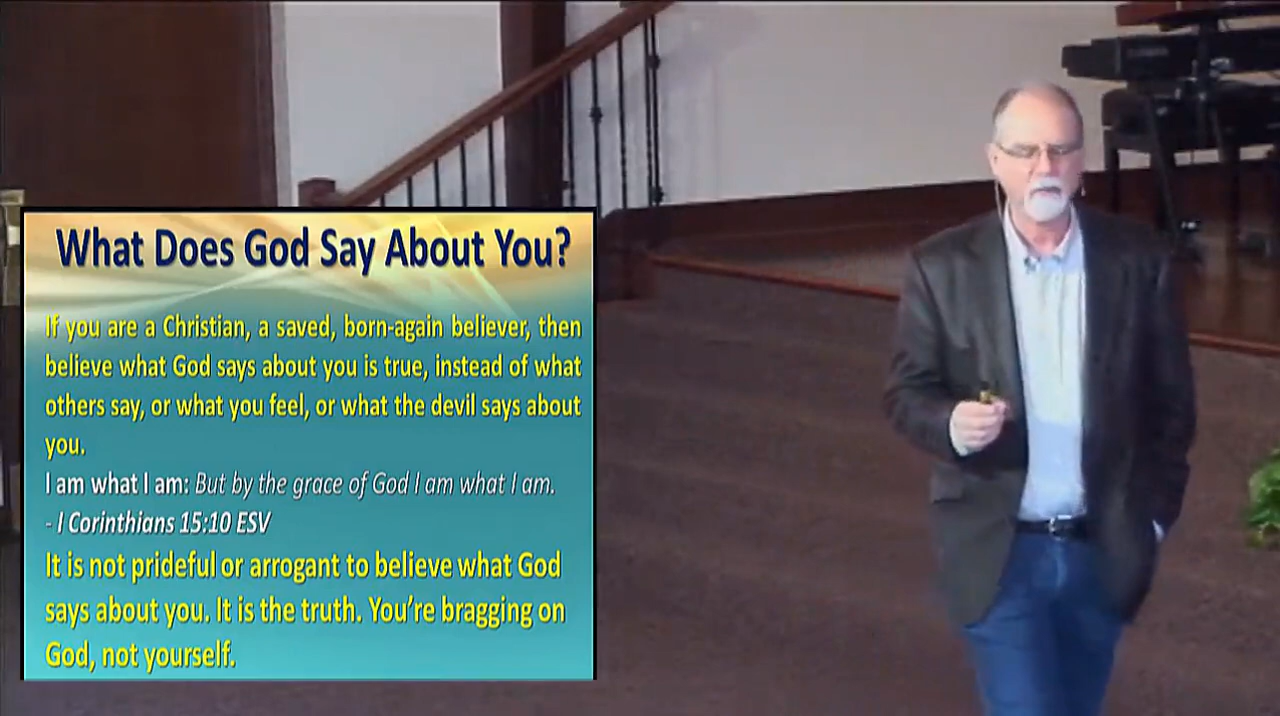 What Does God Say About You?
If you are a Christian, a saved, born-again believer, then
believe what God says about you is true, instead of what
others say, or what you feel, or what the devil says about
you.
I am what I am: But by the grace of God I am what I am.
- I Corinthians 15:10 ESV
It is not prideful or arrogant to believe what God
says about you. It is the truth. You’re bragging on
God, not yourself.